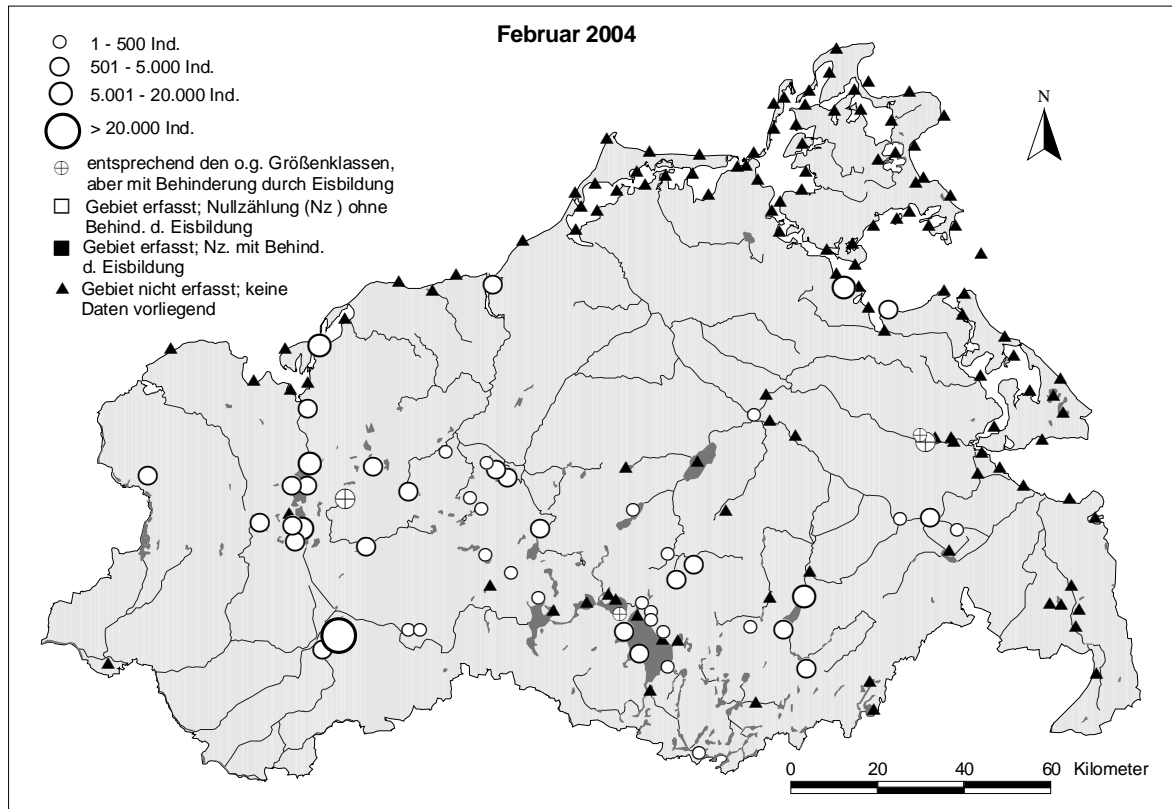 Februar 2004
1 - 500 Ind.
501 - 5.000 Ind.
5.001 - 20.000 Ind.
> 20.000 Ind.
entsprechend den o.g. Größenklassen,
aber mit Behinderung durch Eisbildung
Gebiet erfasst; Nullzählung (Nz ) ohne
Behind. d. Eisbildung
Gebiet erfasst; Nz. mit Behind.
d. Eisbildung
Gebiet nicht erfasst; keine
Daten vorliegend
N
0 20 40 60 Kilometer